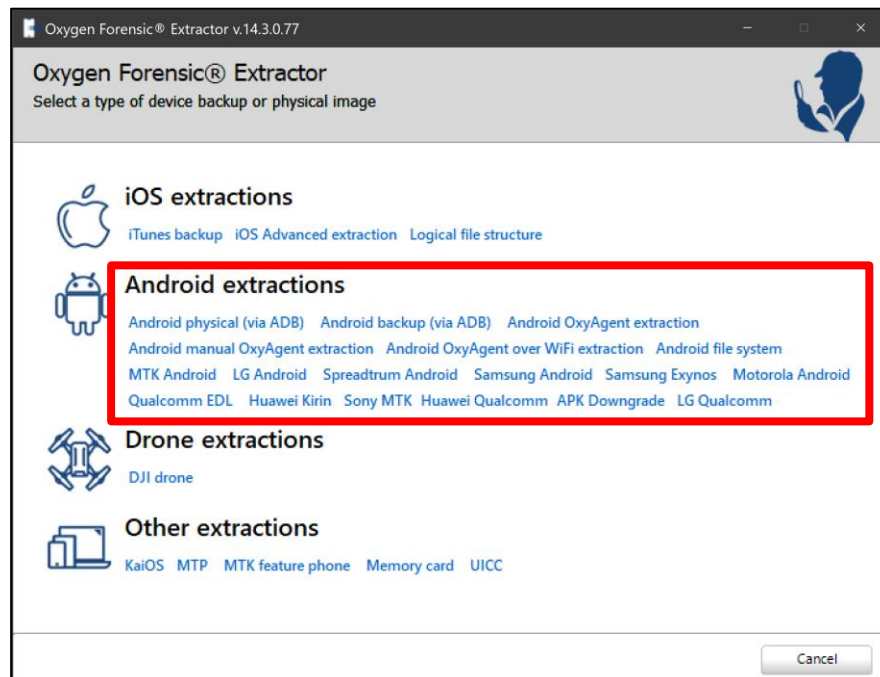 Oxygen Forensic® Extractor v.14.3.0.77
Oxygen Forensic® Extractor
Select a type of device backup or physical image
iOS extractions
iTunes backup iOS Advanced extraction Logical file structure
Android extractions
Android physical (via ADB) Android backup (via ADB) Android OxyAgent extraction
Android manual OxyAgent extraction Android OxyAgent over WiFi extraction Android file system
MTK Android LG Android Spreadtrum Android Samsung Android Samsung Exynos Motorola Android
Qualcomm EDL Huawei Kirin Sony MTK Huawei Qualcomm APK Downgrade LG Qualcomm
Drone extractions
DJI drone
Other extractions
KaiOS MTP MTK feature phone Memory card UICC
Cancel